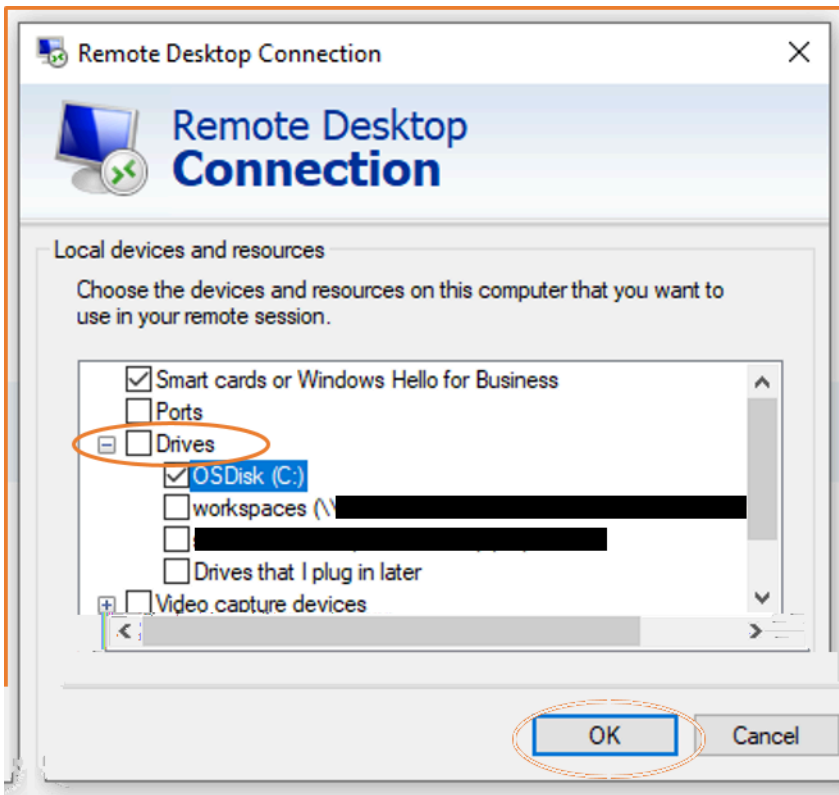 Remote Desktop Connection
Remote Desktop
Connection
Local devices and resources
Choose the devices and resources on this computer that you want to
use in your remote session.
Smart cards or Windows Hello for Business
Ports
Drives
OSDisk (C:)
workspaces (\\
Drives that I plug in later
Video capture devices
OK
Cancel